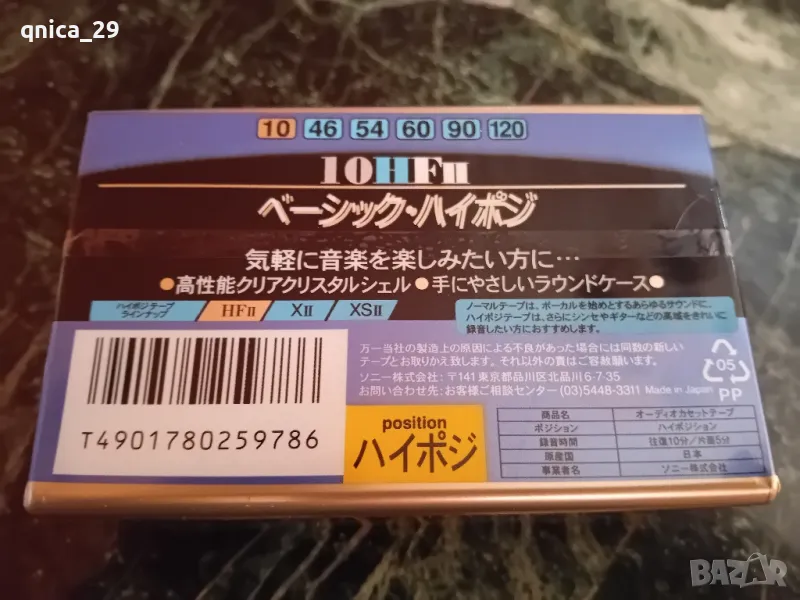 qnica_29
10 46 54 60 90 120
10HFII
ベーシック・ハイポジ
気軽に音楽を楽しみたい方に…
●高性能クリアクリスタルシェル ●手にやさしいラウンドケース●
ハイポジテープ
ラインナップ
HFII XII XSII
ノーマルテープは、ボーカルを始めとするあらゆるサウンドに。
ハイポジテープは、さらにシンセやギターなどの高域をきれいに
録音したい方におすすめします。
万一当社の製造上の原因による不良があった場合には同数の新しい
テープとお取りかえ致します。それ以外の責はご容赦願います。
ソニー株式会社 〒141東京都品川区北品川6-7-35
お問い合わせ先:お客様ご相談センター (03)5448-3311 Made in Japan
05
PP
T4901780259786
position
ハイポジ
商品名 オーディオカセットテープ
ポジション ハイポジション
録音時間 往復10分/片面5分
原産国 日本
事業者名 ソニー株式会社
BAZAR